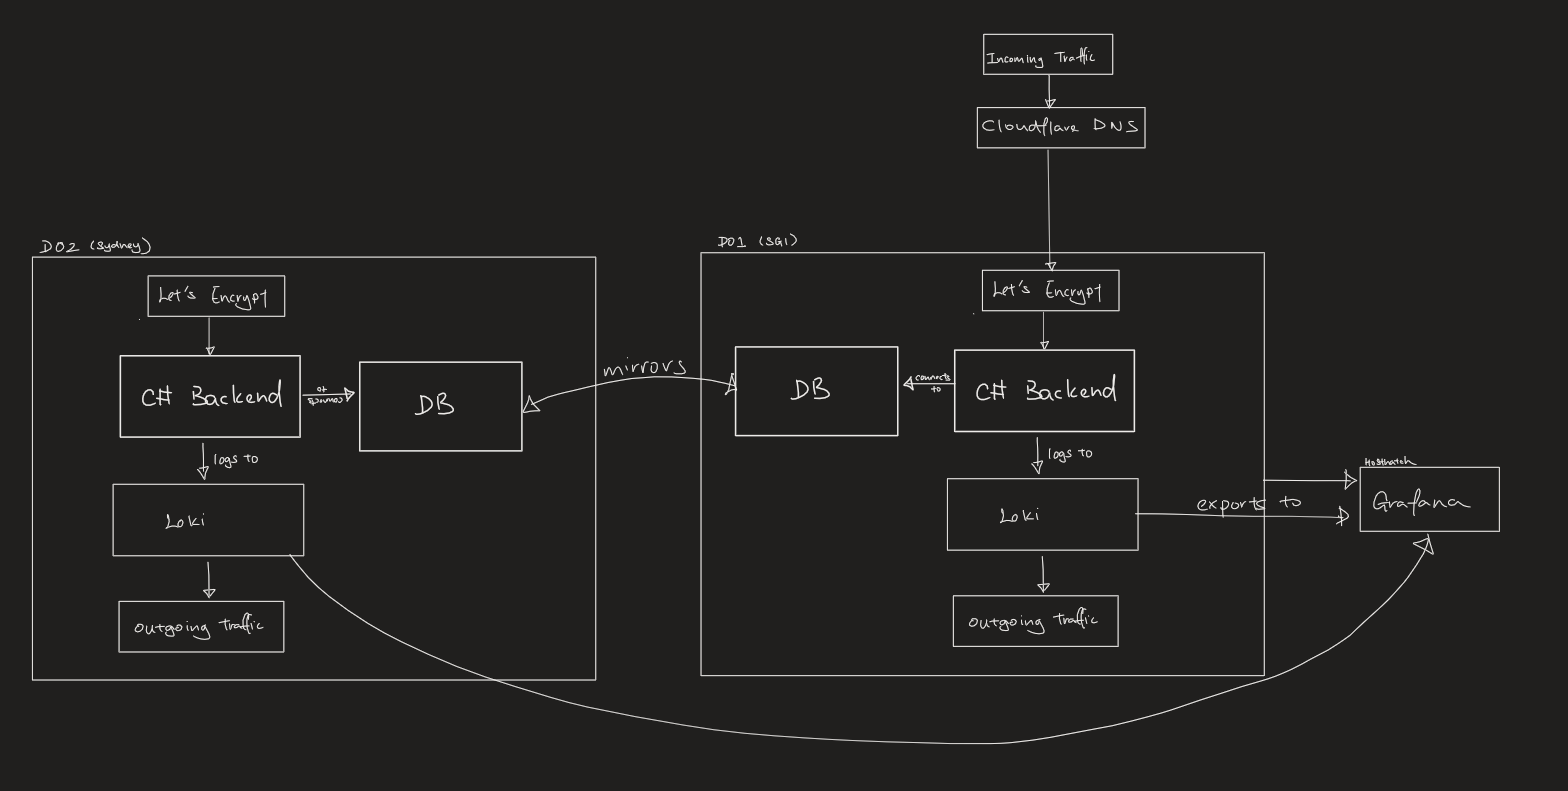 Incoming Traffic
Cloudflare DNS
DO2 (Sydney)
Let's Encrypt
C# Backend
connects
to
DB
logs to
Loki
Outgoing Traffic
mirrors
DO1 (SG1)
Let's Encrypt
DB
connects
to
C# Backend
logs to
Loki
Outgoing Traffic
exports to
Hosthatch
Grafana